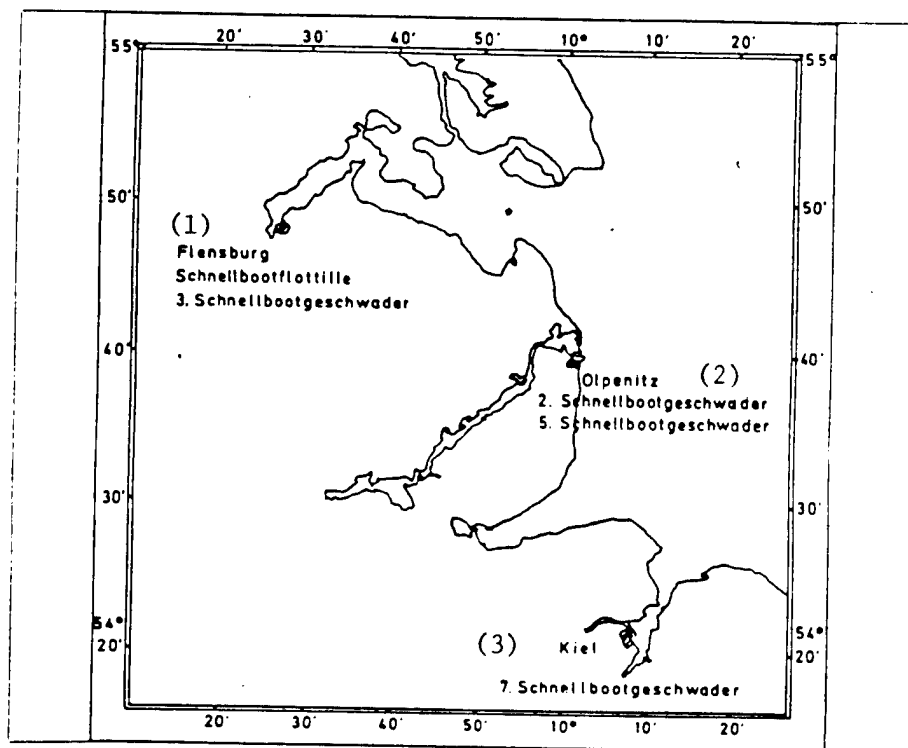 20' 30' 40' 50' 10° 10' 20'
55° 55°
50' 50'
(1)
Flensburg
Schnellbootflottille
3. Schnellbootgeschwader
40' 40'
Olpenitz (2)
2. Schnellbootgeschwader
5. Schnellbootgeschwader
30' 30'
54° 54°
20' 20'
(3) Kiel
7. Schnellbootgeschwader
20' 30' 40' 50' 10° 10' 20'